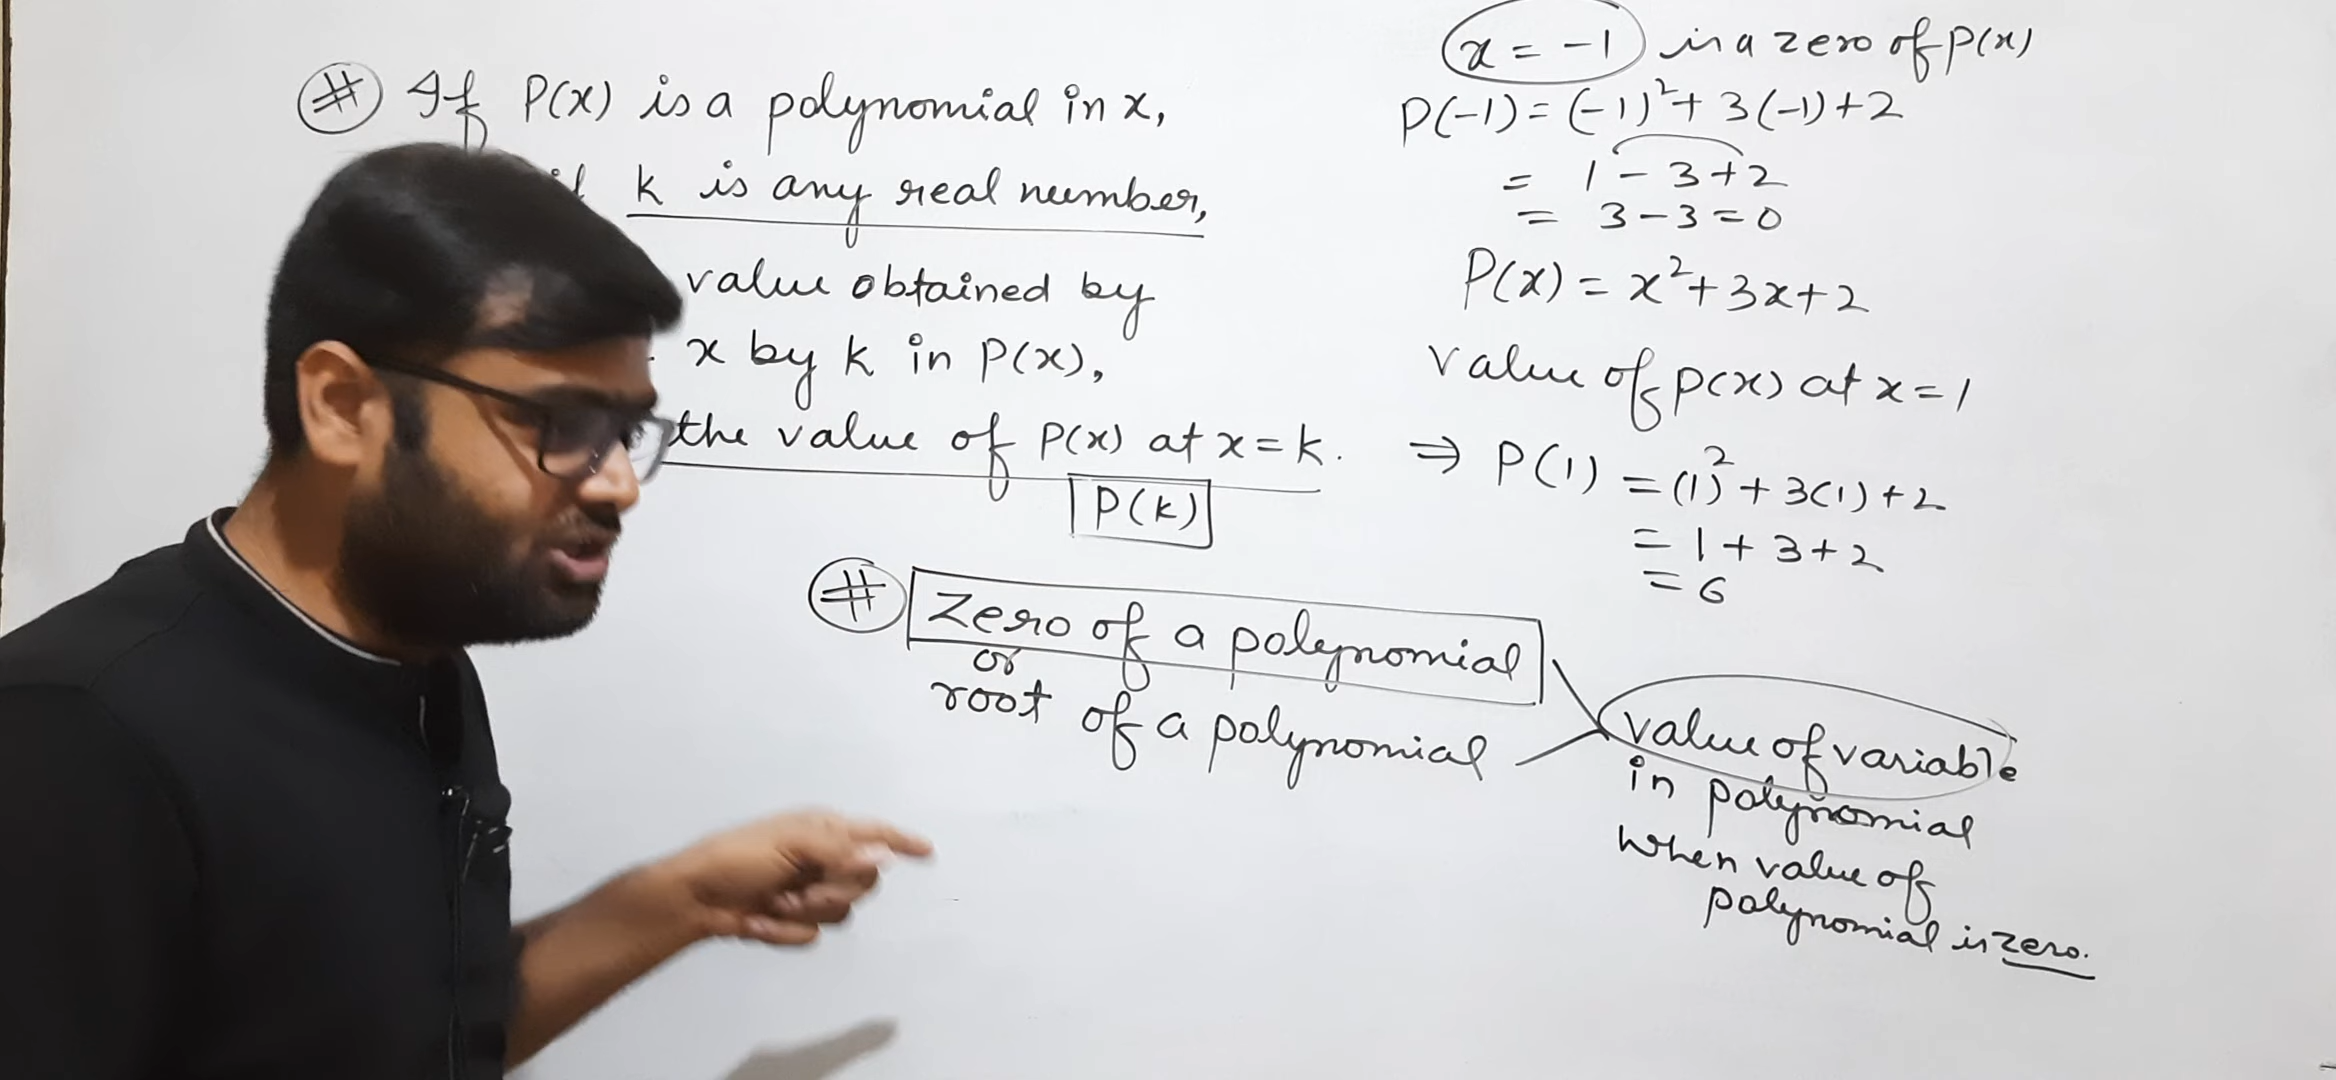 # If P(x) is a polynomial in x,
k is any real number,
value obtained by
x by k in P(x),
the value of P(x) at x = k.
P(k)
x = -1 is a zero of P(x)
P(-1) = (-1)² + 3(-1) + 2
= 1 - 3 + 2
= 3 - 3 = 0
P(x) = x² + 3x + 2
value of P(x) at x = 1
⇒ P(1) = (1)² + 3(1) + 2
= 1 + 3 + 2
= 6
# Zero of a polynomial
or
root of a polynomial
value of variable
in polynomial
when value of
polynomial is zero.